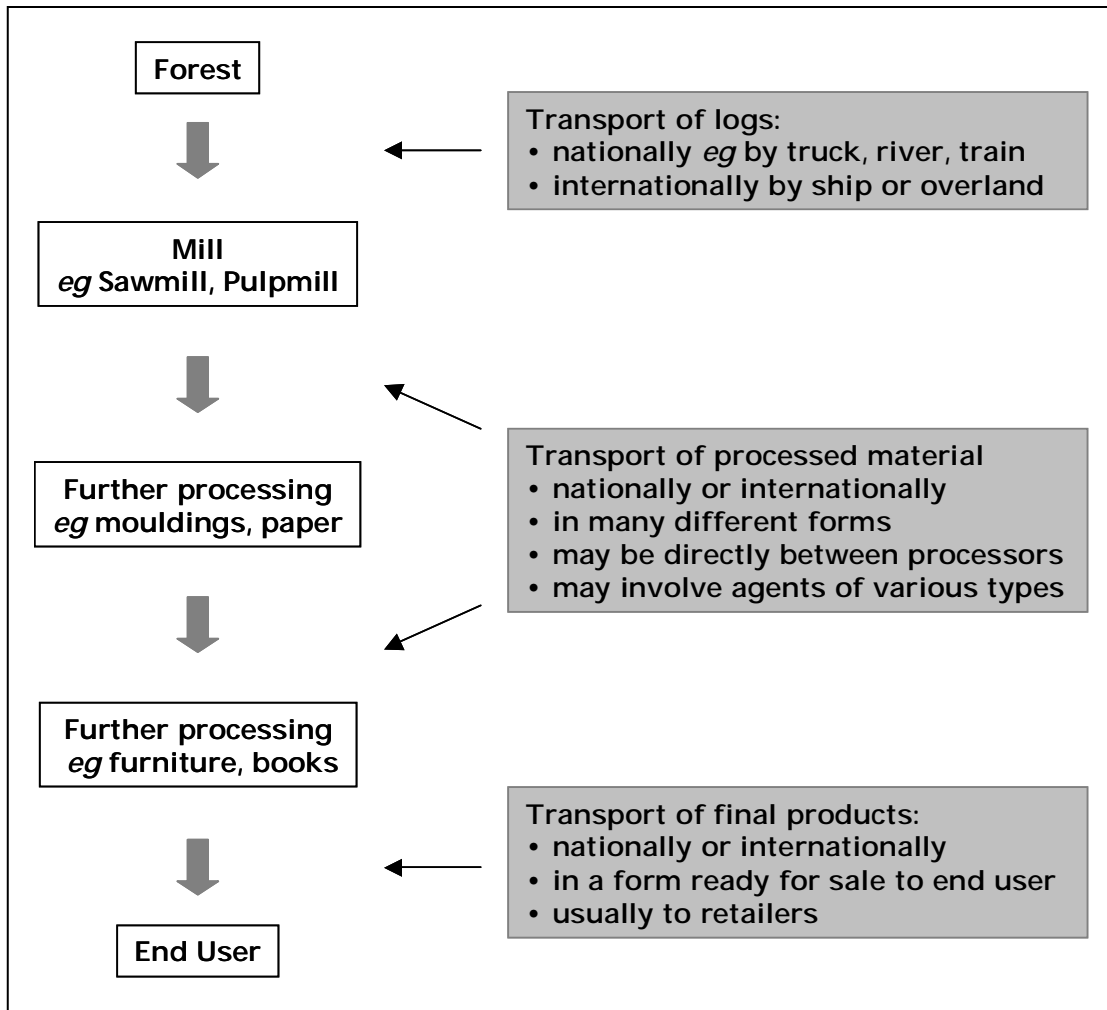 Forest
Transport of logs:
• nationally eg by truck, river, train
• internationally by ship or overland
Mill
eg Sawmill, Pulpmill
Transport of processed material
• nationally or internationally
• in many different forms
• may be directly between processors
• may involve agents of various types
Further processing
eg mouldings, paper
Further processing
eg furniture, books
Transport of final products:
• nationally or internationally
• in a form ready for sale to end user
• usually to retailers
End User